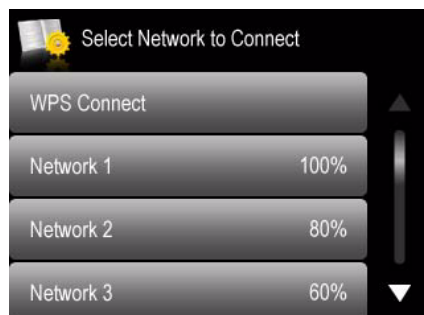 Select Network to Connect
WPS Connect
Network 1 100%
Network 2 80%
Network 3 60%